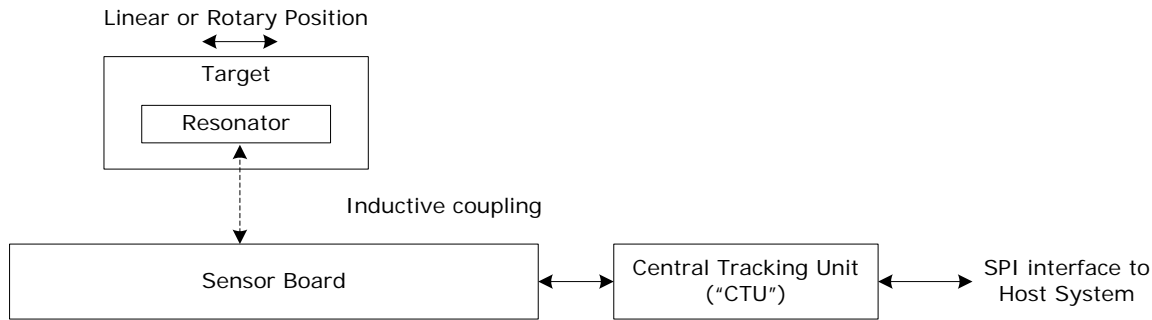 Linear or Rotary Position
Target
Resonator
Inductive coupling
Sensor Board
Central Tracking Unit
(“CTU”)
SPI interface to
Host System